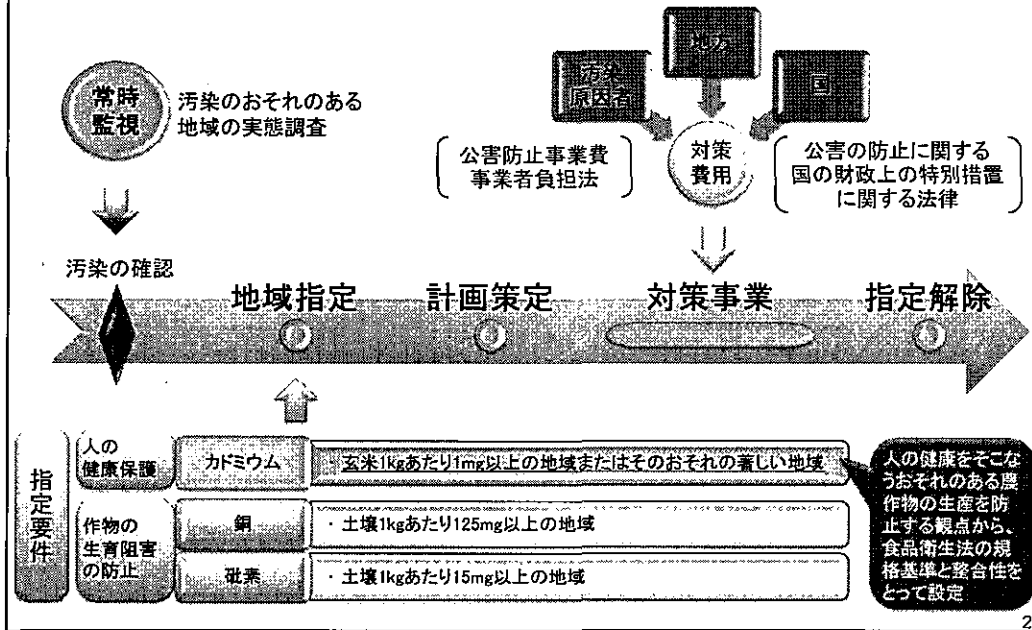 常時
監視
汚染のおそれのある
地域の実態調査
汚染
原因者
地方
国
公害防止事業費
事業者負担法
対策
費用
公害の防止に関する
国の財政上の特別措置
に関する法律
汚染の確認
地域指定
計画策定
対策事業
指定解除
指定要件
人の
健康保護
カドミウム
・玄米1kgあたり1mg以上の地域またはそのおそれの著しい地域
作物の
生育阻害
の防止
銅
・土壌1kgあたり125mg以上の地域
砒素
・土壌1kgあたり15mg以上の地域
人の健康をそこな
うおそれのある農
作物の生産を防
止する観点から、
食品衛生法の規
格基準と整合性を
とって設定
2